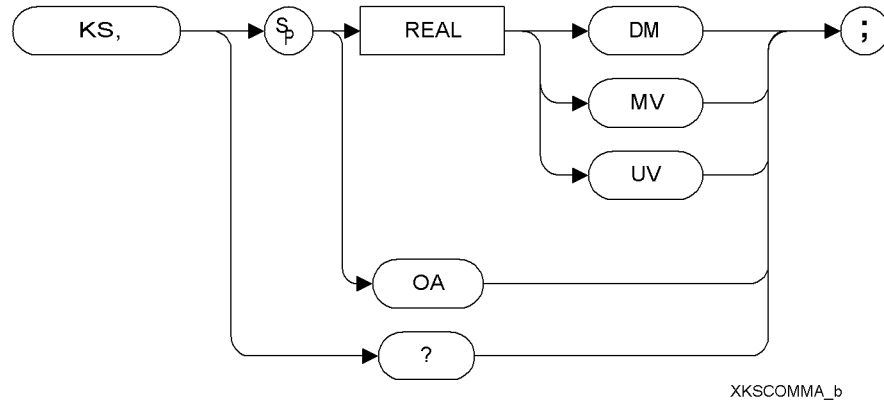 KS, Sp REAL DM ;
MV
UV
OA
?
XKSCOMMA_b